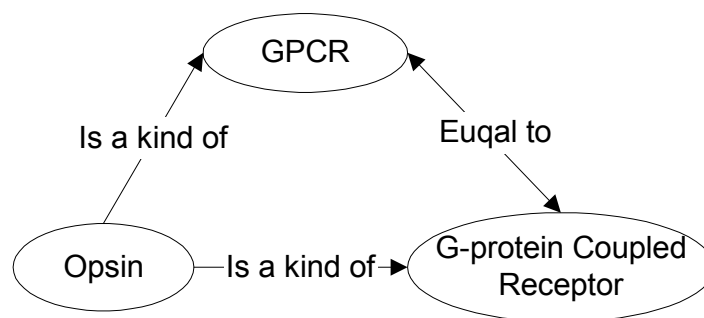 GPCR
Is a kind of
Euqal to
Opsin
Is a kind of
G-protein Coupled
Receptor